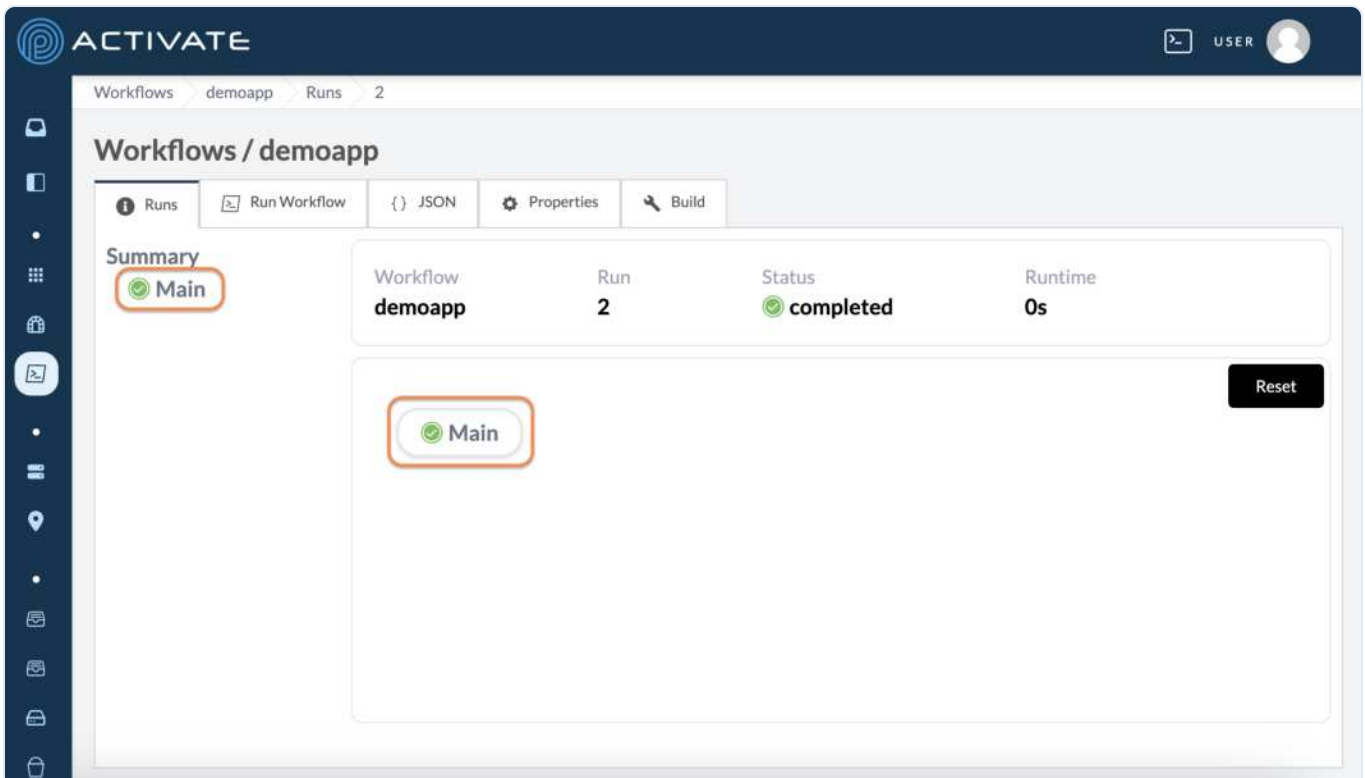 ACTIVATE
USER
Workflows demoapp Runs 2
Workflows / demoapp
Runs Run Workflow {} JSON Properties Build
Summary
Main
Workflow Run Status Runtime
demoapp 2 completed 0s
Reset
Main